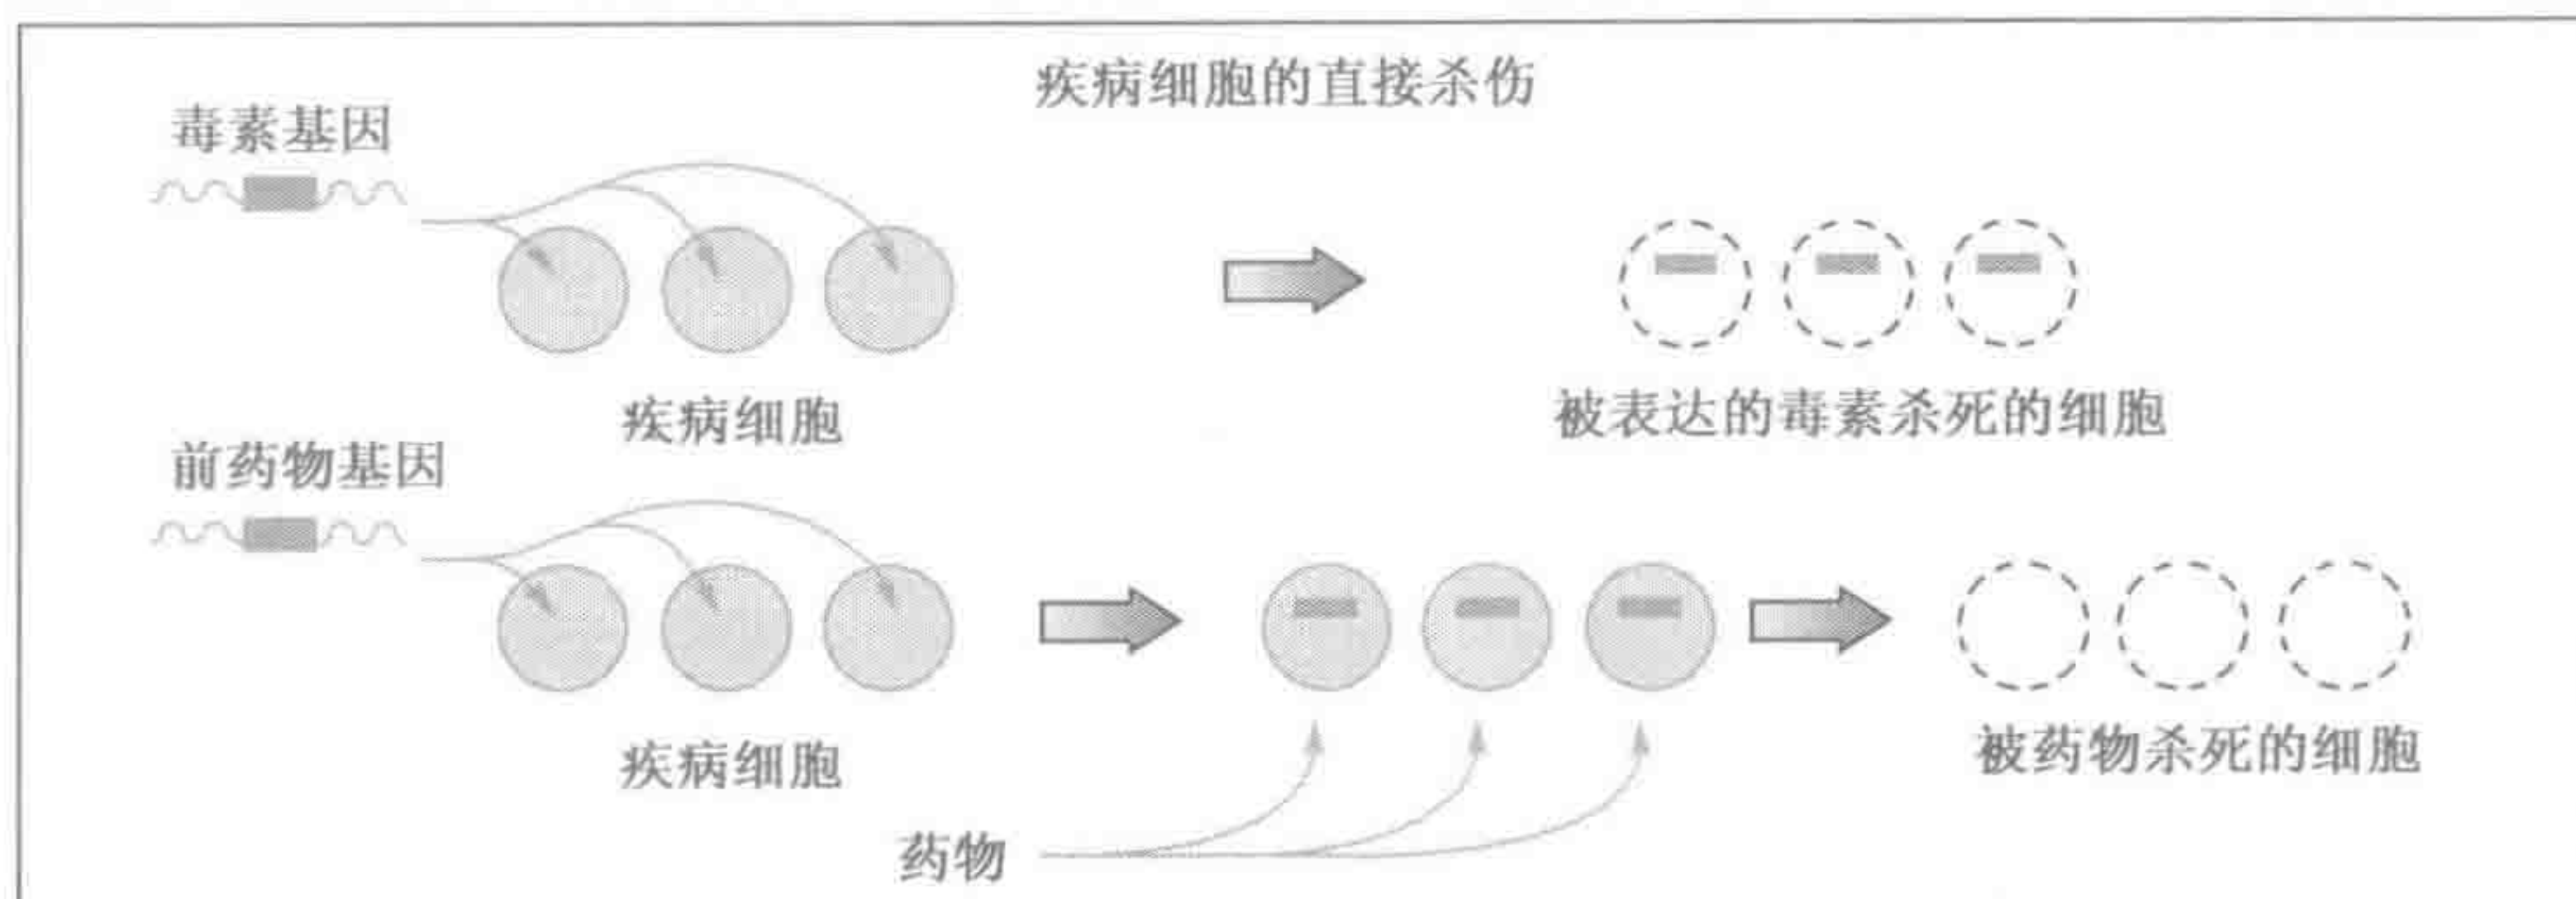 疾病细胞的直接杀伤
毒素基因
疾病细胞
被表达的毒素杀死的细胞
前药物基因
疾病细胞
被药物杀死的细胞
药物